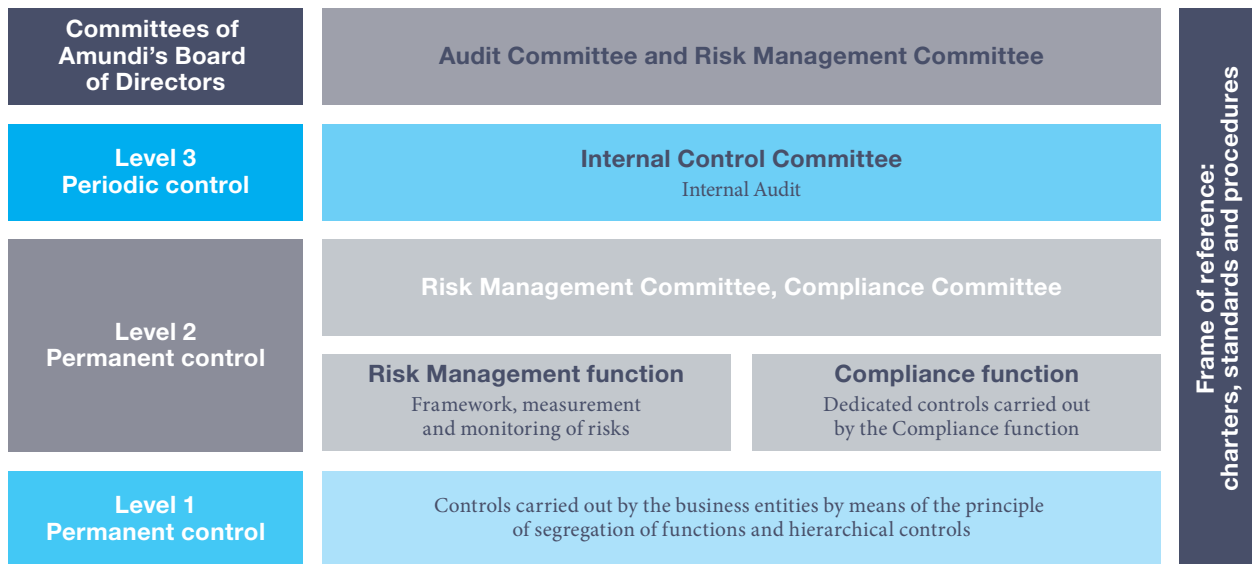 Committees of
Amundi’s Board
of Directors
Audit Committee and Risk Management Committee
Level 3
Periodic control
Internal Control Committee
Internal Audit
Level 2
Permanent control
Risk Management Committee, Compliance Committee
Risk Management function
Framework, measurement
and monitoring of risks
Compliance function
Dedicated controls carried out
by the Compliance function
Level 1
Permanent control
Controls carried out by the business entities by means of the principle
of segregation of functions and hierarchical controls
Frame of reference:
charters, standards and procedures